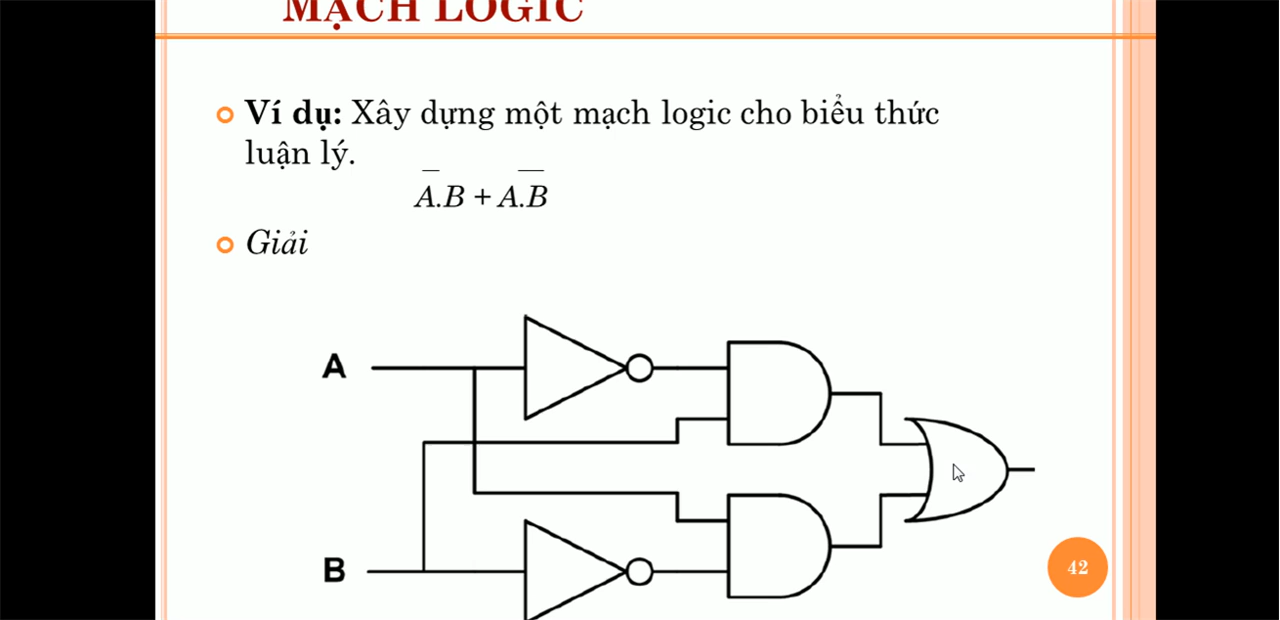 MẠCH LOGIC
Ví dụ: Xây dựng một mạch logic cho biểu thức
luận lý.
A̅.B + A.B̅
Giải
A
B
42